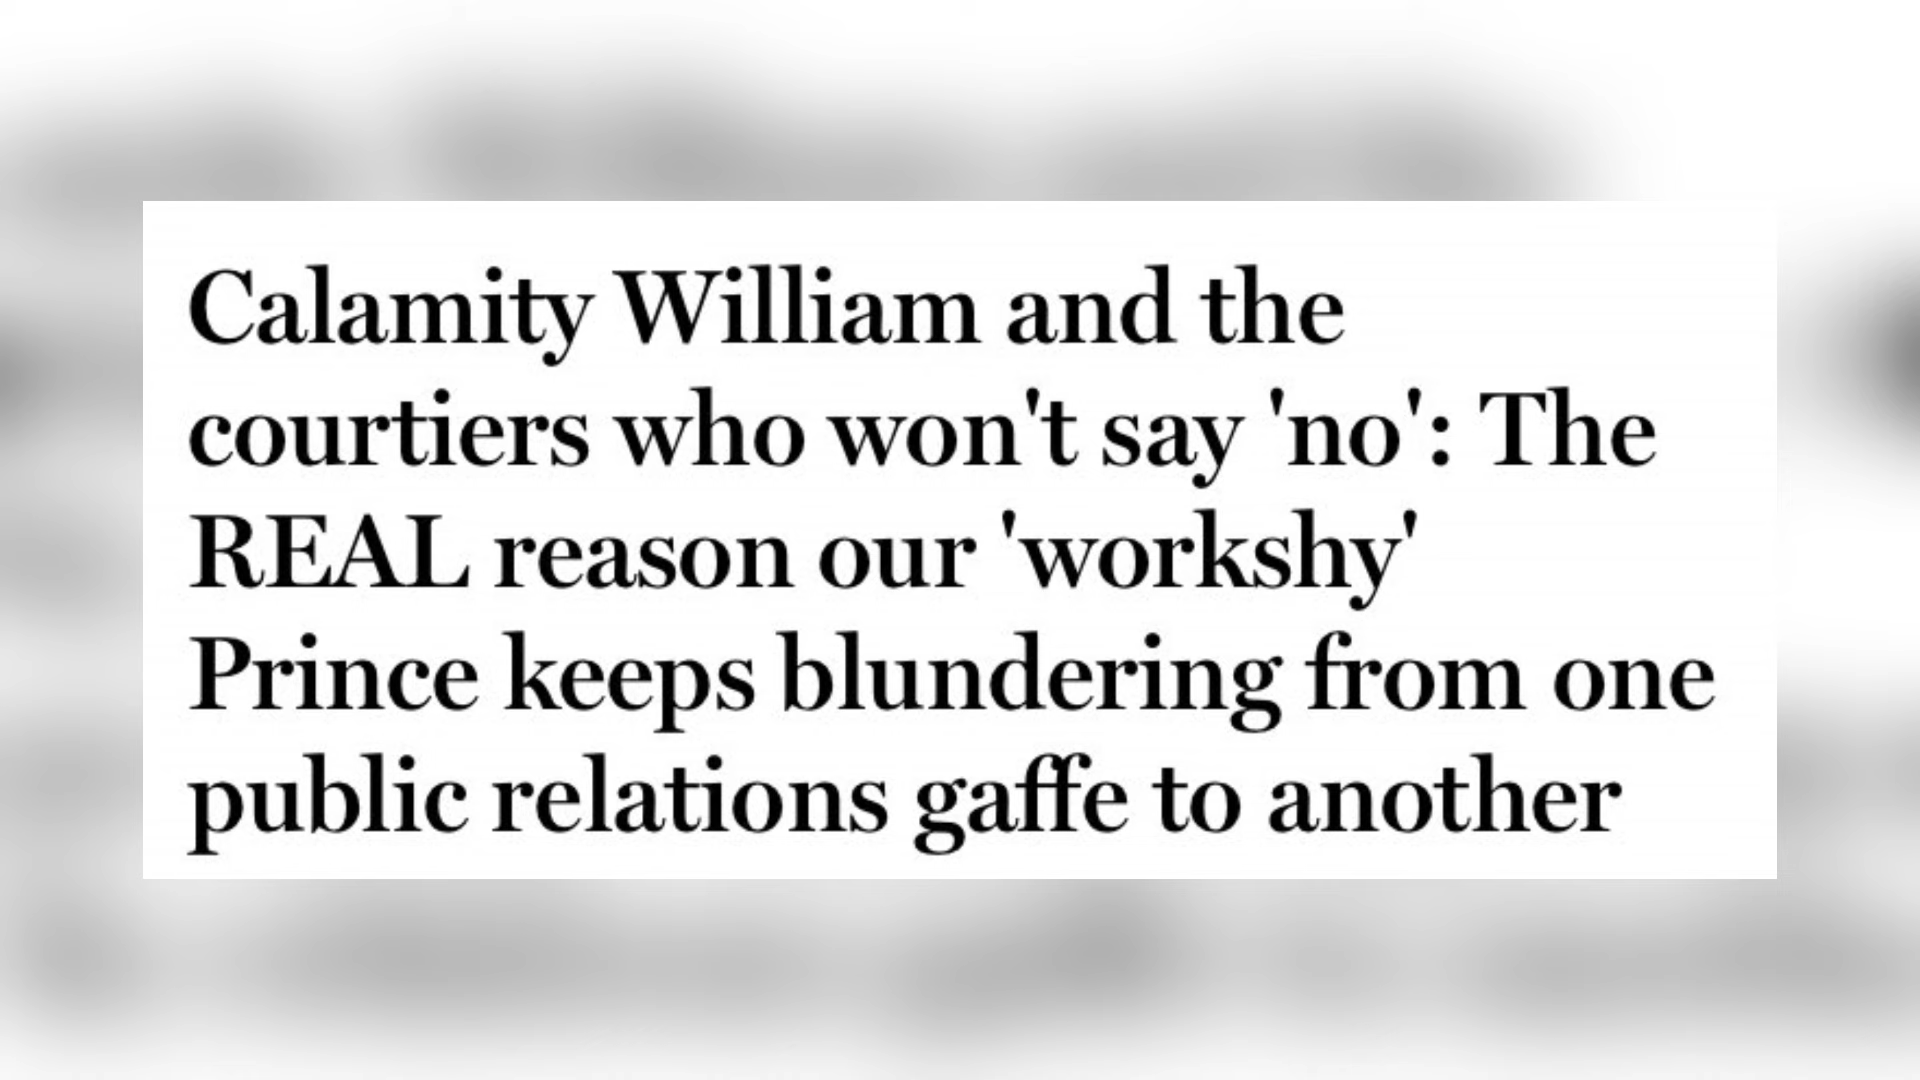 Calamity William and the
courtiers who won't say 'no': The
REAL reason our 'workshy'
Prince keeps blundering from one
public relations gaffe to another